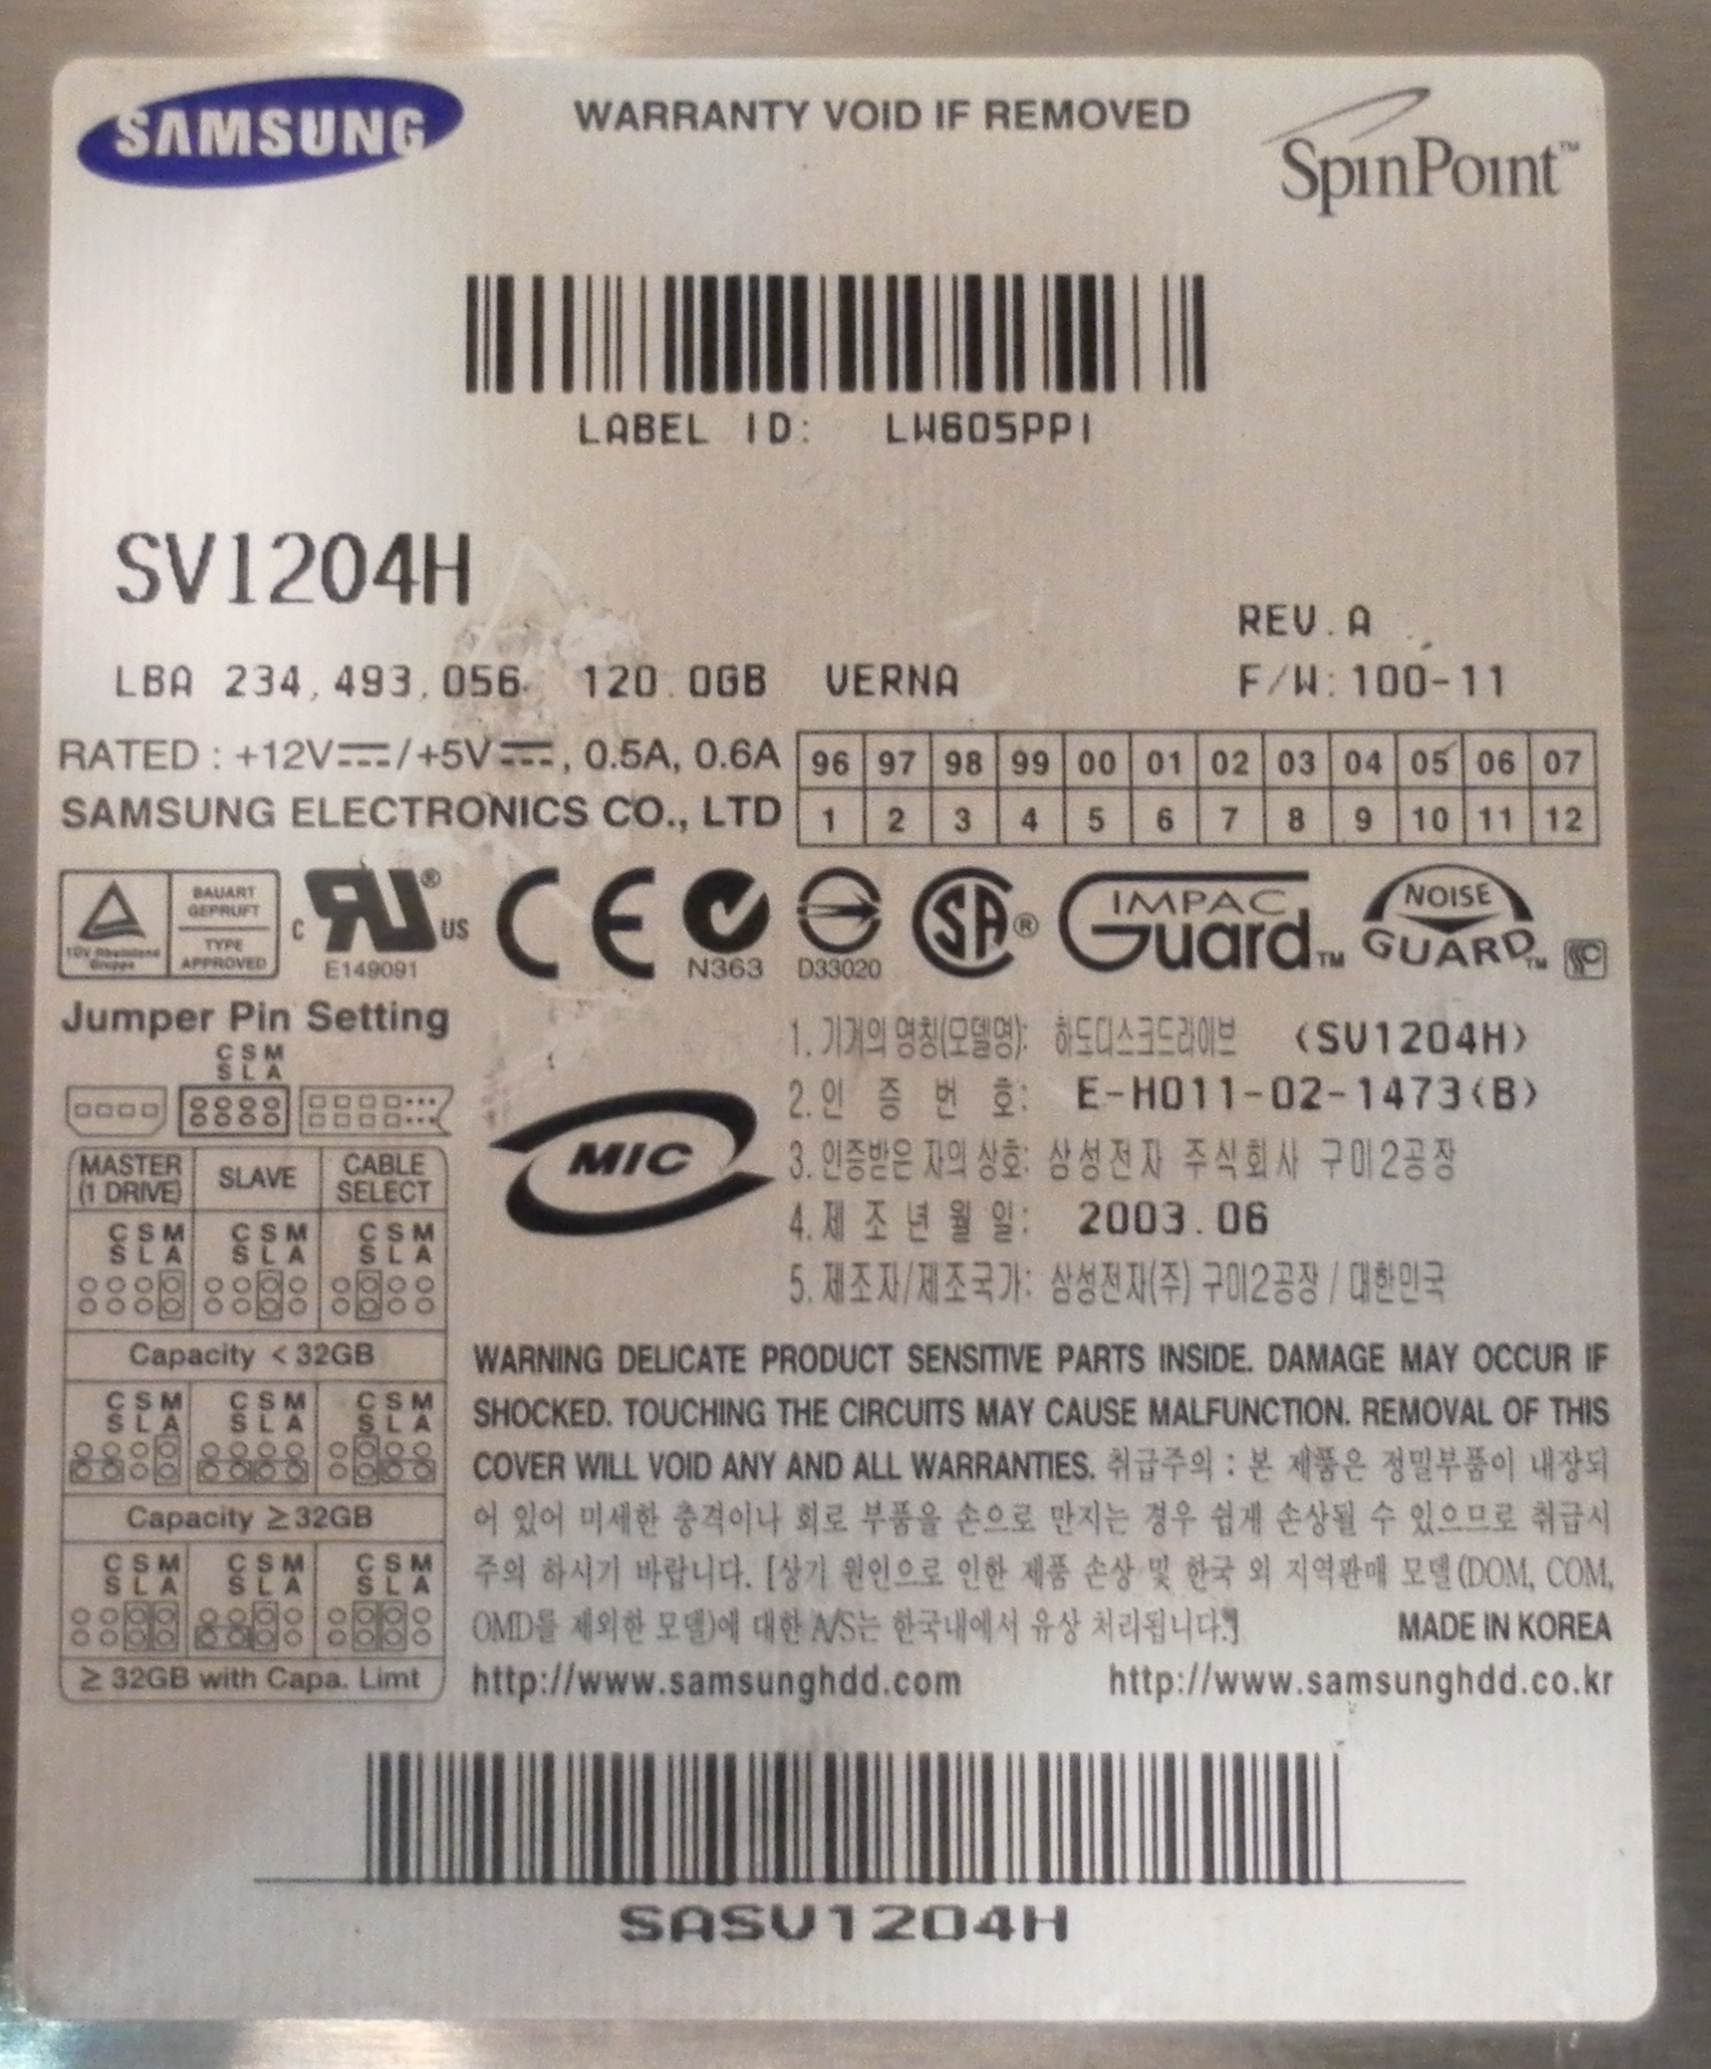 SAMSUNG
WARRANTY VOID IF REMOVED
SpinPoint™
LABEL ID: LW605PP1
SV1204H
REV.A
LBA 234,493,056 120.0GB VERNA
F/W:100-11
RATED : +12V⎓/+5V⎓, 0.5A, 0.6A
SAMSUNG ELECTRONICS CO., LTD
96 97 98 99 00 01 02 03 04 05 06 07
1 2 3 4 5 6 7 8 9 10 11 12
TÜV Rheinland
Gruppe
BAUART
GEPRUFT
TYPE
APPROVED
C RU® US
E149091
CE
N363
D33020
SA®
IMPAC
Guard™
NOISE
GUARD™
Jumper Pin Setting
C S M
S L A
MASTER
(1 DRIVE)
SLAVE
CABLE
SELECT
C S M C S M C S M
S L A S L A S L A
Capacity < 32GB
C S M C S M C S M
S L A S L A S L A
Capacity ≥ 32GB
C S M C S M C S M
S L A S L A S L A
≥ 32GB with Capa. Limt
MIC
1. 기기의 명칭(모델명): 하드디스크드라이브 (SV1204H)
2. 인 증 번 호: E-H011-02-1473(B)
3. 인증받은 자의 상호: 삼성전자 주식회사 구미2공장
4. 제 조 년 월 일: 2003.06
5. 제조자/제조국가: 삼성전자(주) 구미2공장 / 대한민국
WARNING DELICATE PRODUCT SENSITIVE PARTS INSIDE. DAMAGE MAY OCCUR IF
SHOCKED. TOUCHING THE CIRCUITS MAY CAUSE MALFUNCTION. REMOVAL OF THIS
COVER WILL VOID ANY AND ALL WARRANTIES. 취급주의 : 본 제품은 정밀부품이 내장되
어 있어 미세한 충격이나 회로 부품을 손으로 만지는 경우 쉽게 손상될 수 있으므로 취급시
주의 하시기 바랍니다. [상기 원인으로 인한 제품 손상 및 한국 외 지역판매 모델(DOM, COM,
OMD를 제외한 모델)에 대한 A/S는 한국내에서 유상 처리됩니다.]
MADE IN KOREA
http://www.samsunghdd.com
http://www.samsunghdd.co.kr
SASV1204H